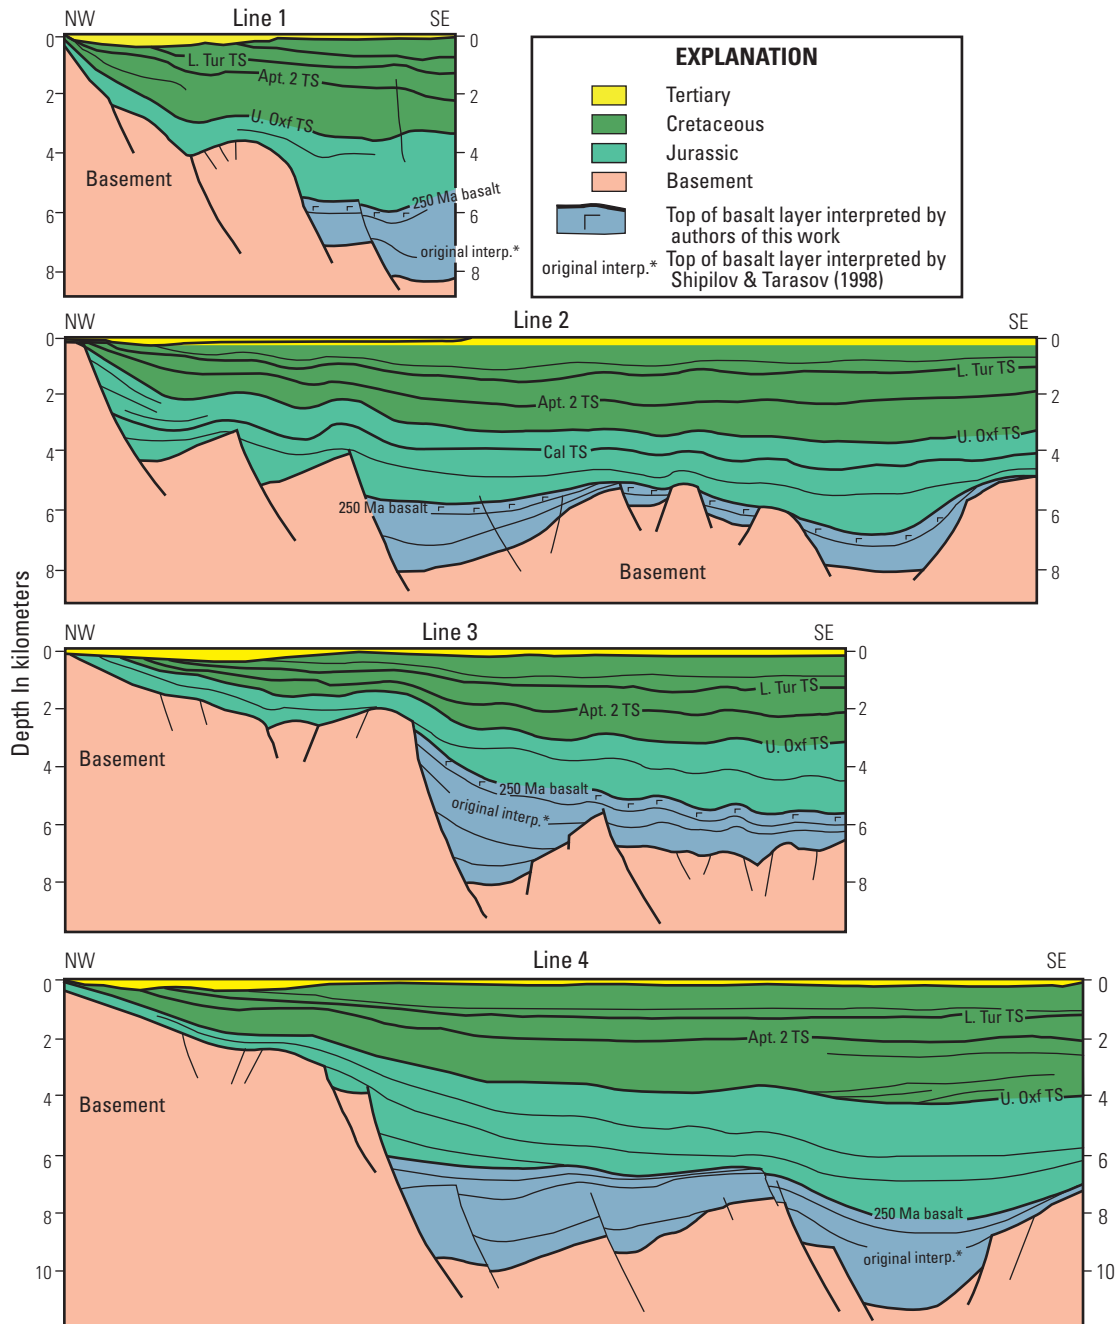 NW Line 1 SE
EXPLANATION
Tertiary
Cretaceous
Jurassic
Basement
Top of basalt layer interpreted by
authors of this work
original interp.* Top of basalt layer interpreted by
Shipilov & Tarasov (1998)
0 0
L. Tur TS
Apt. 2 TS
2 2
U. Oxf TS
4 4
Basement
250 Ma basalt
6 6
original interp.*
8 8
NW Line 2 SE
0 0
L. Tur TS
2 Apt. 2 TS 2
U. Oxf TS
4 Cal TS 4
250 Ma basalt
6 6
8 Basement 8
Depth In kilometers
NW Line 3 SE
0 0
L. Tur TS
2 Apt. 2 TS 2
U. Oxf TS
Basement
4 250 Ma basalt 4
original interp.*
6 6
8 8
NW Line 4 SE
0 0
L. Tur TS
2 Apt. 2 TS 2
4 U. Oxf TS 4
Basement
6 6
8 250 Ma basalt 8
original interp.*
10 10